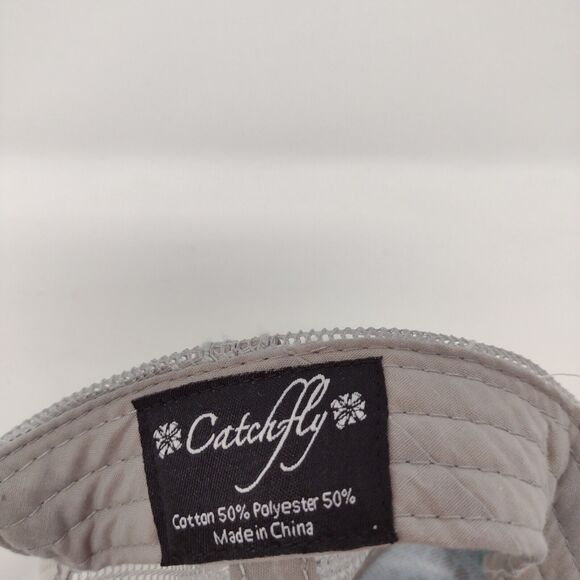 Catchfly
Cotton 50% Polyester 50%
Made in China